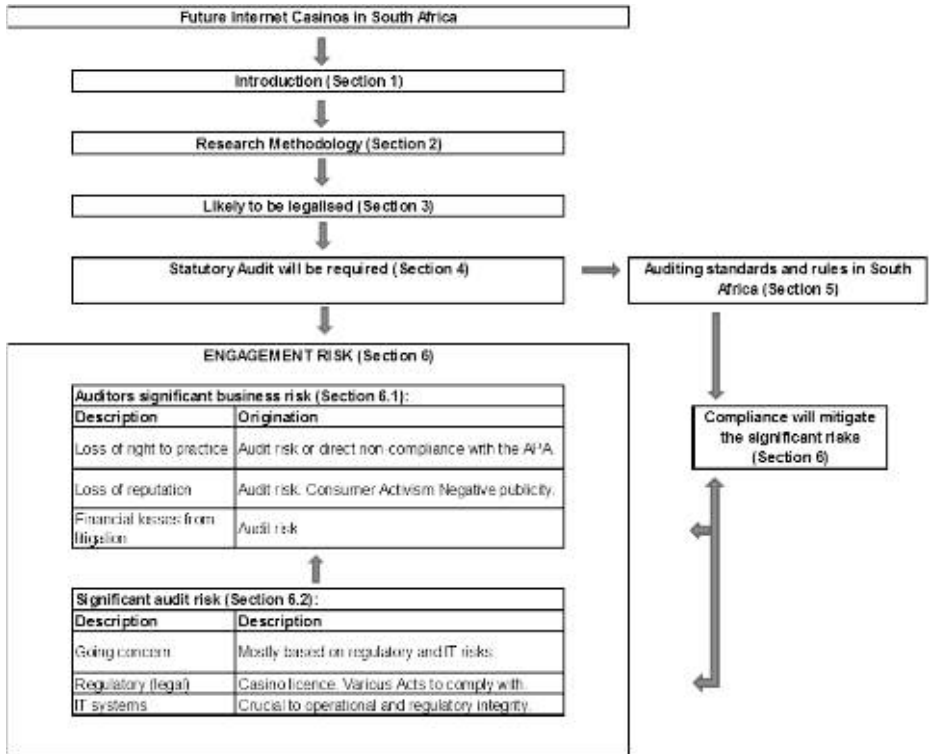 Future Internet Casinos in South Africa
Introduction (Section 1)
Research Methodology (Section 2)
Likely to be legalised (Section 3)
Statutory Audit will be required (Section 4)
Auditing standards and rules in South
Africa (Section 5)
ENGAGEMENT RISK (Section 6)
Auditors significant business risk (Section 6.1):
Description Origination
Loss of right to practice Audit risk or direct non-compliance with the APA.
Loss of reputation Audit risk. Consumer Activism Negative publicity.
Financial losses from
litigation
Audit risk
Compliance will mitigate
the significant risks
(Section 6)
Significant audit risk (Section 6.2):
Description Description
Going concern Mostly based on regulatory and IT risks.
Regulatory (legal) Casino licence. Various Acts to comply with.
IT systems Crucial to operational and regulatory integrity.